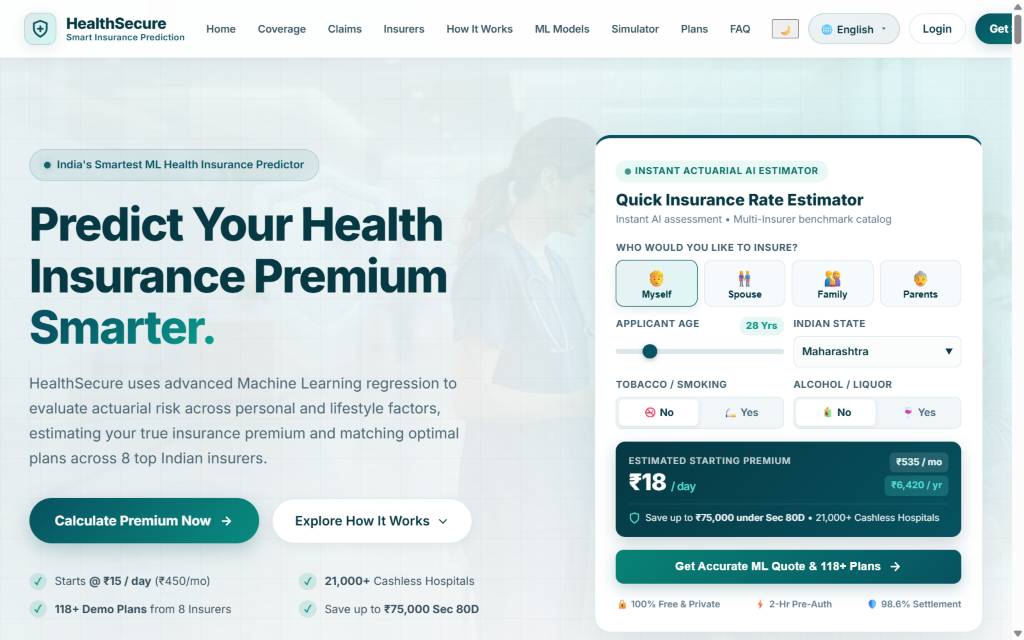 HealthSecure
Smart Insurance Prediction
Home Coverage Claims Insurers How It Works ML Models Simulator Plans FAQ
English
Login
Get
India's Smartest ML Health Insurance Predictor
Predict Your Health
Insurance Premium
Smarter.
HealthSecure uses advanced Machine Learning regression to
evaluate actuarial risk across personal and lifestyle factors,
estimating your true insurance premium and matching optimal
plans across 8 top Indian insurers.
Calculate Premium Now →
Explore How It Works
✓ Starts @ ₹15 / day (₹450/mo)
✓ 21,000+ Cashless Hospitals
✓ 118+ Demo Plans from 8 Insurers
✓ Save up to ₹75,000 Sec 80D
INSTANT ACTUARIAL AI ESTIMATOR
Quick Insurance Rate Estimator
Instant AI assessment • Multi-Insurer benchmark catalog
WHO WOULD YOU LIKE TO INSURE?
Myself Spouse Family Parents
APPLICANT AGE 28 Yrs
INDIAN STATE
Maharashtra
TOBACCO / SMOKING
No Yes
ALCOHOL / LIQUOR
No Yes
ESTIMATED STARTING PREMIUM
₹18 / day
₹535 / mo
₹6,420 / yr
Save up to ₹75,000 under Sec 80D • 21,000+ Cashless Hospitals
Get Accurate ML Quote & 118+ Plans →
100% Free & Private 2-Hr Pre-Auth 98.6% Settlement